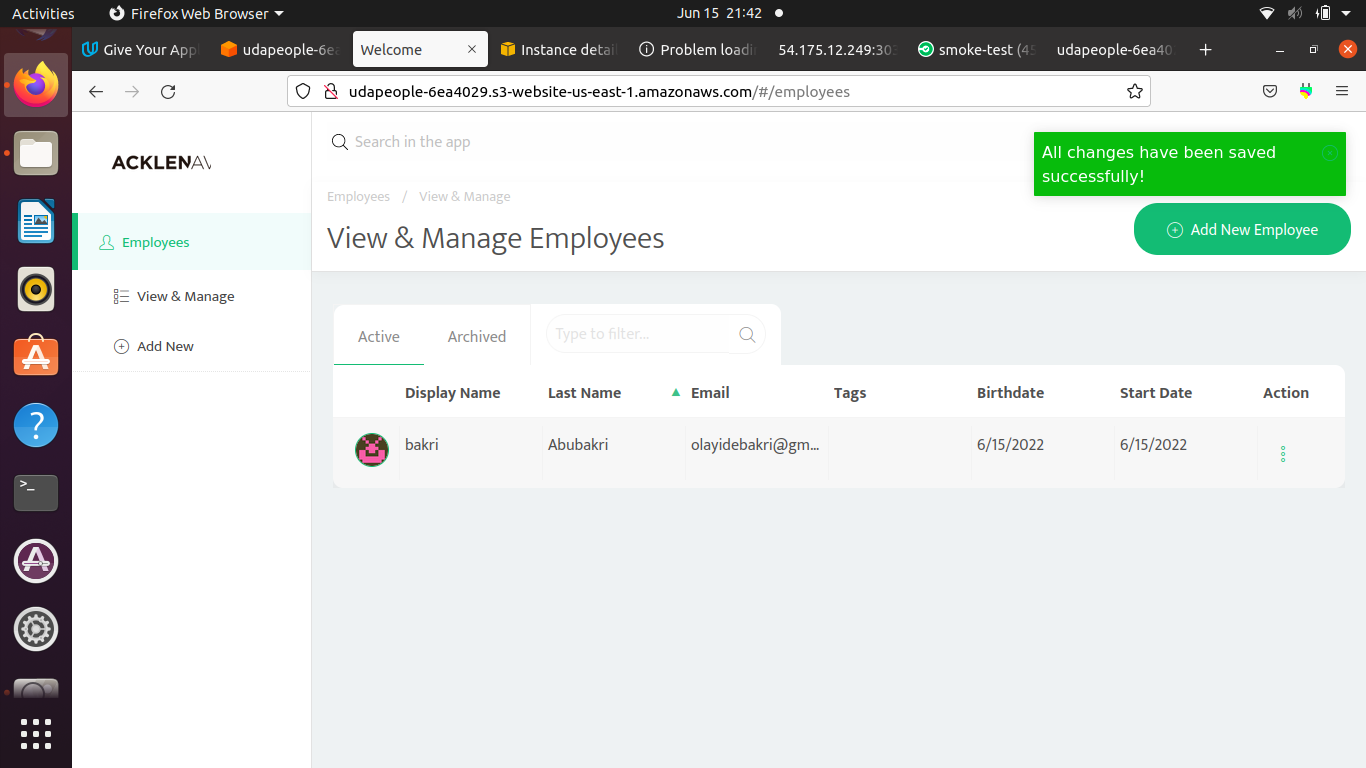 Activities
Firefox Web Browser
Jun 15 21:42
Give Your Appl
udapeople-6ea
Welcome
Instance detai
Problem loadi
54.175.12.249:303
smoke-test (45
udapeople-6ea40
udapeople-6ea4029.s3-website-us-east-1.amazonaws.com/#/employees
ACKLENAV
Search in the app
All changes have been saved
successfully!
Employees / View & Manage
View & Manage Employees
Add New Employee
Employees
View & Manage
Add New
Active
Archived
Type to filter...
Display Name Last Name Email Tags Birthdate Start Date Action
bakri Abubakri olayidebakri@gm... 6/15/2022 6/15/2022